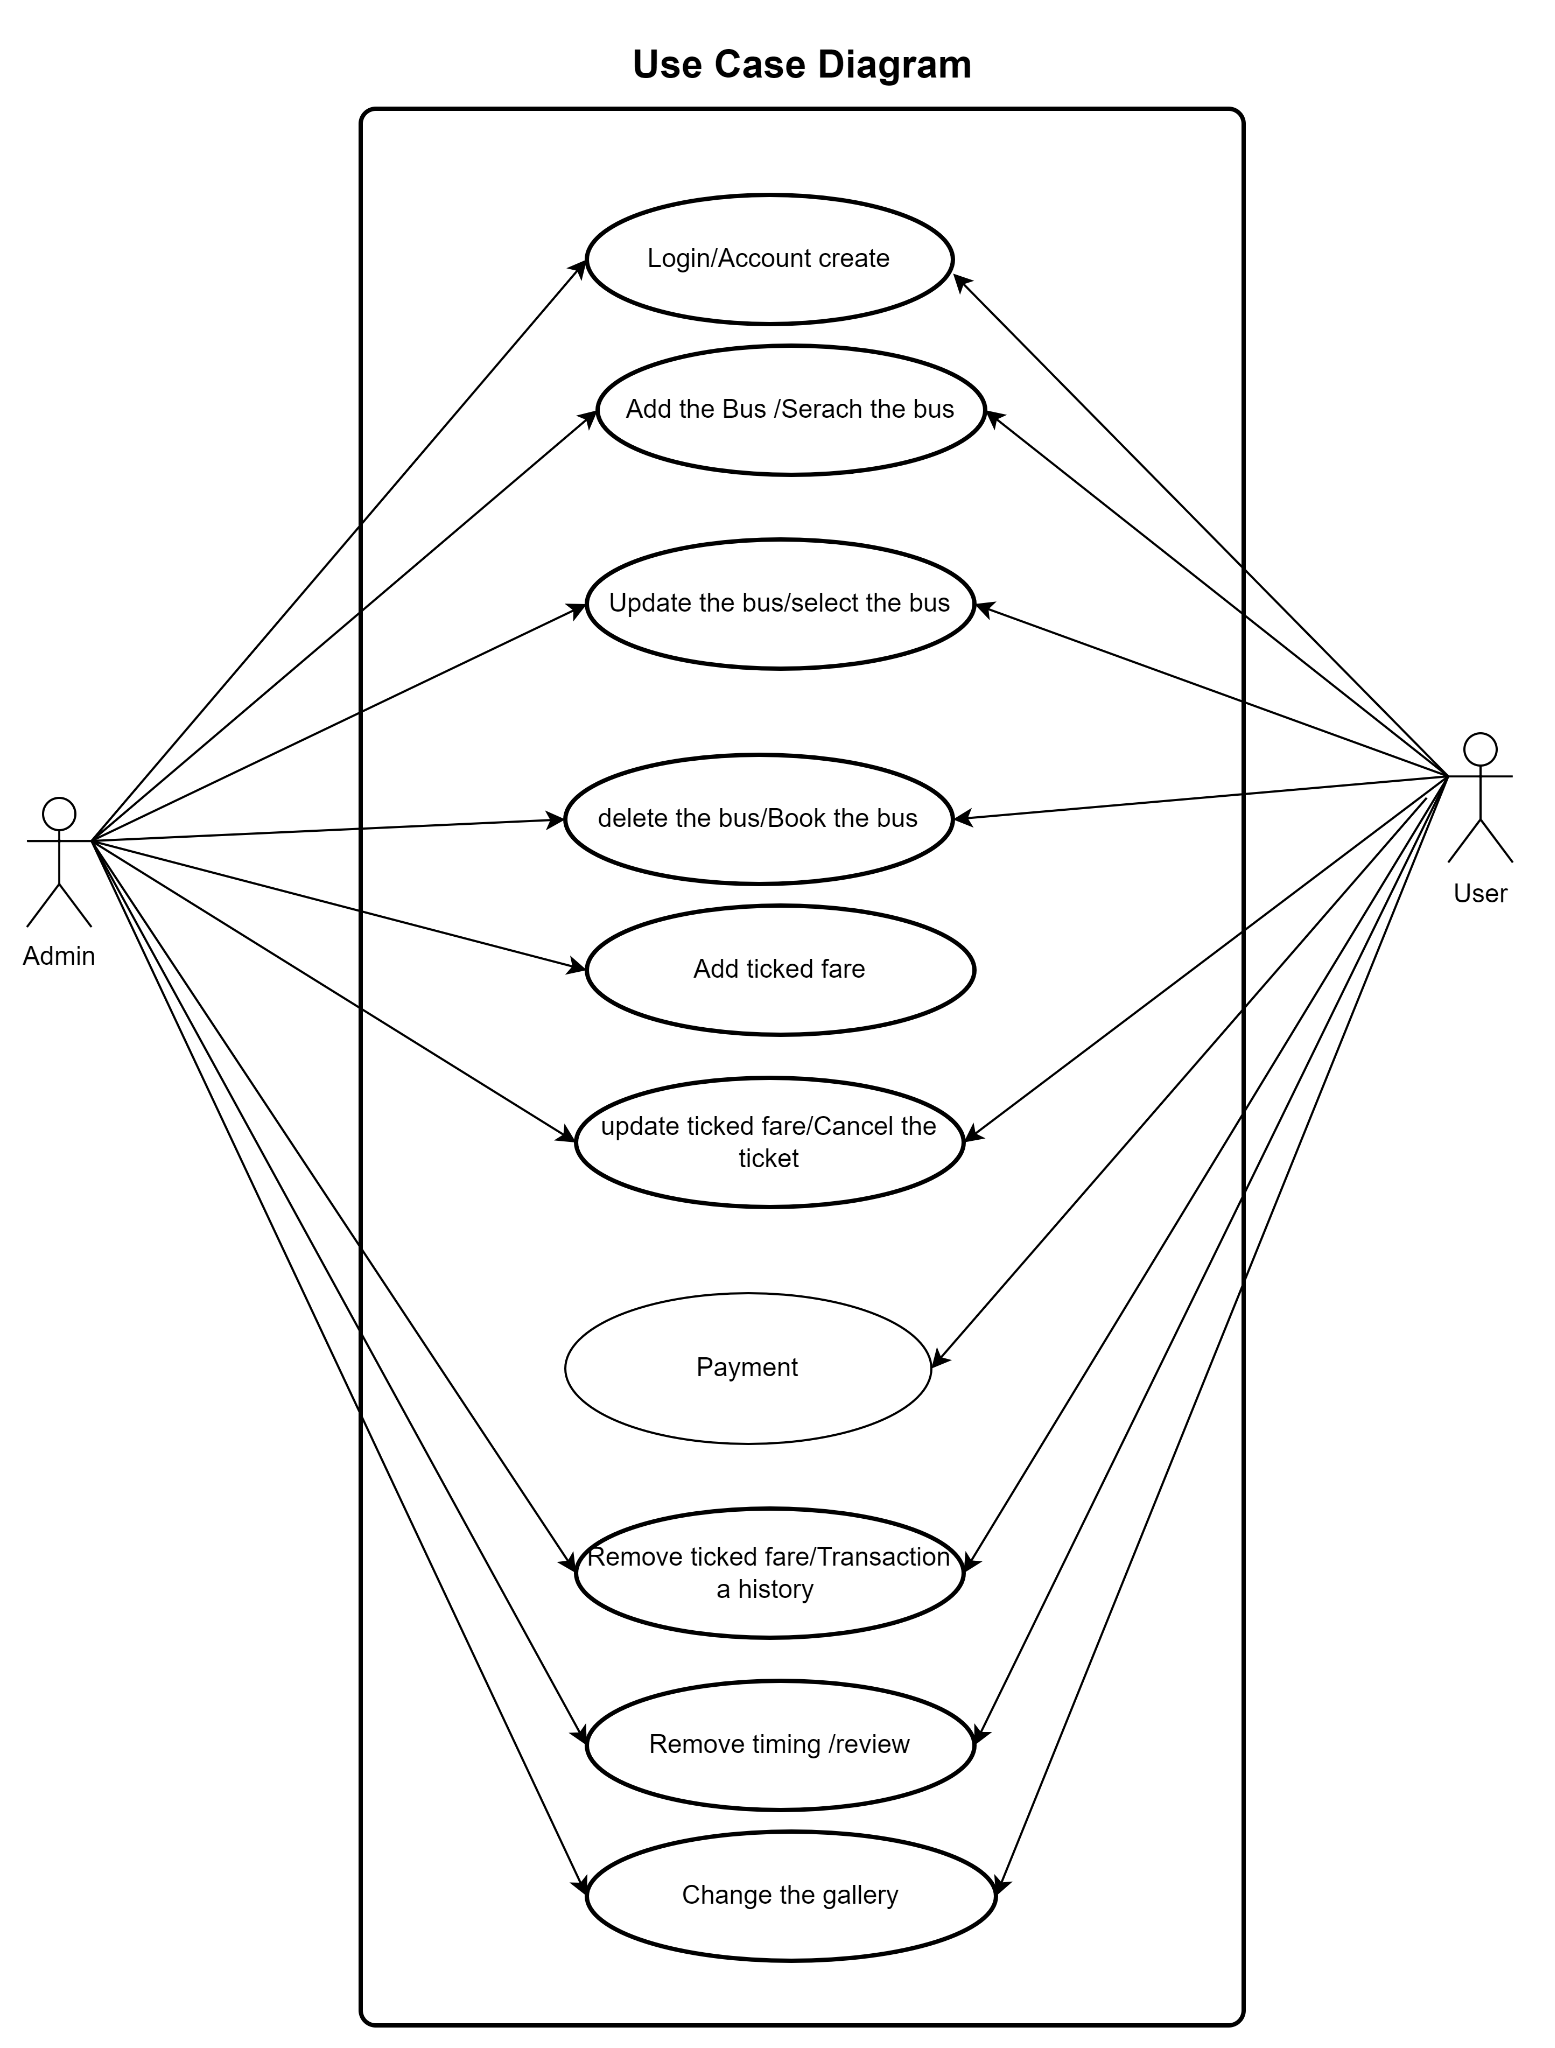 Use Case Diagram
Login/Account create
Add the Bus /Serach the bus
Update the bus/select the bus
delete the bus/Book the bus
User
Admin
Add ticked fare
update ticked fare/Cancel the
ticket
Payment
Remove ticked fare/Transaction
a history
Remove timing /review
Change the gallery